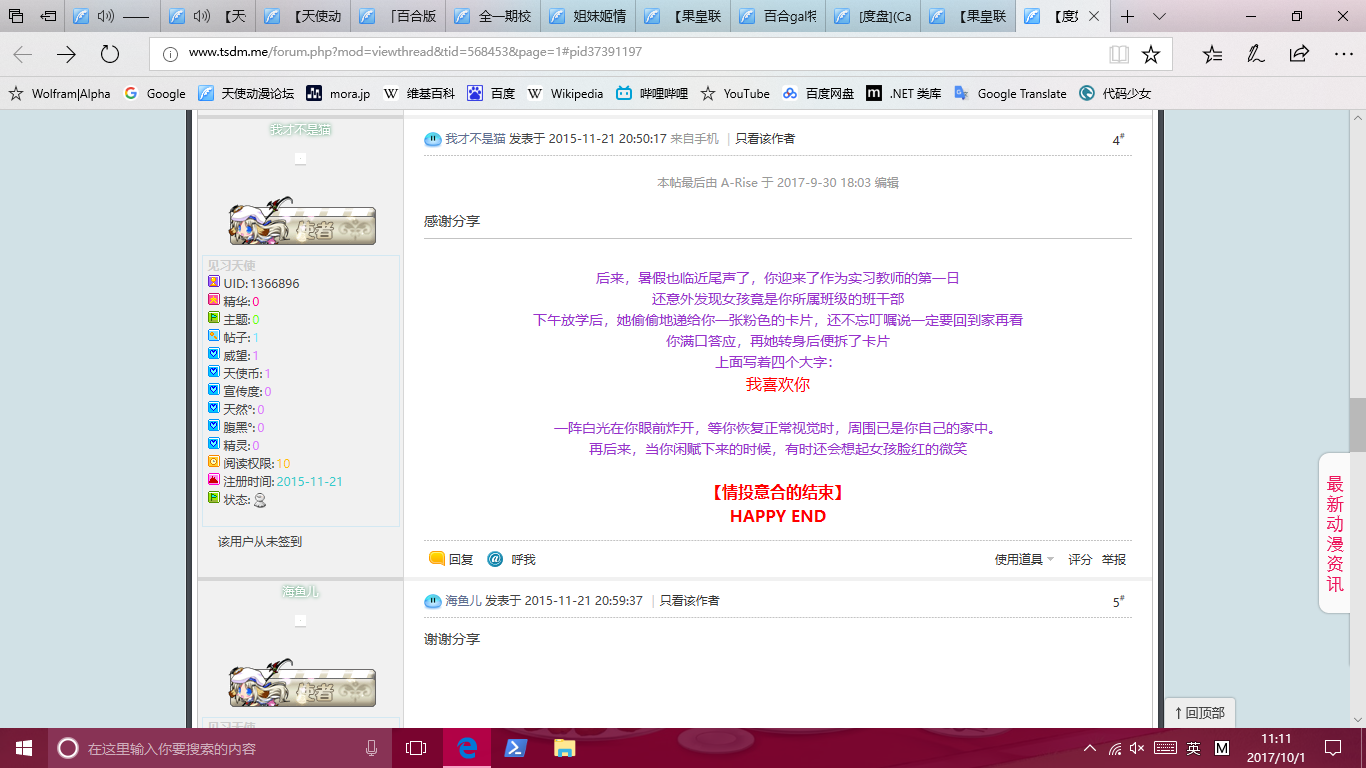 【天
【天使动
「百合版
全一期校
姐妹姬情
【果皇联
百合gal特
[度盘](Ca
【果皇联
【度
www.tsdm.me/forum.php?mod=viewthread&tid=568453&page=1#pid37391197
Wolfram|Alpha
Google
天使动漫论坛
mora.jp
维基百科
百度
Wikipedia
哔哩哔哩
YouTube
百度网盘
.NET 类库
Google Translate
代码少女
我才不是猫
使者
见习天使
UID: 1366896
精华: 0
主题: 0
帖子: 1
威望: 1
天使币: 1
宣传度: 0
天然°: 0
腹黑°: 0
精灵: 0
阅读权限: 10
注册时间: 2015-11-21
状态:
该用户从未签到
我才不是猫 发表于 2015-11-21 20:50:17 来自手机 | 只看该作者
4#
本帖最后由 A-Rise 于 2017-9-30 18:03 编辑
感谢分享
后来，暑假也临近尾声了，你迎来了作为实习教师的第一日
还意外发现女孩竟是你所属班级的班干部
下午放学后，她偷偷地递给你一张粉色的卡片，还不忘叮嘱说一定要回到家再看
你满口答应，再她转身后便拆了卡片
上面写着四个大字：
我喜欢你
一阵白光在你眼前炸开，等你恢复正常视觉时，周围已是你自己的家中。
再后来，当你闲赋下来的时候，有时还会想起女孩脸红的微笑
【情投意合的结束】
HAPPY END
回复
呼我
使用道具
评分
举报
海鱼儿
使者
见习天使
海鱼儿 发表于 2015-11-21 20:59:37 | 只看该作者
5#
谢谢分享
最新动漫资讯
↑回顶部
在这里输入你要搜索的内容
英
M
11:11
2017/10/1